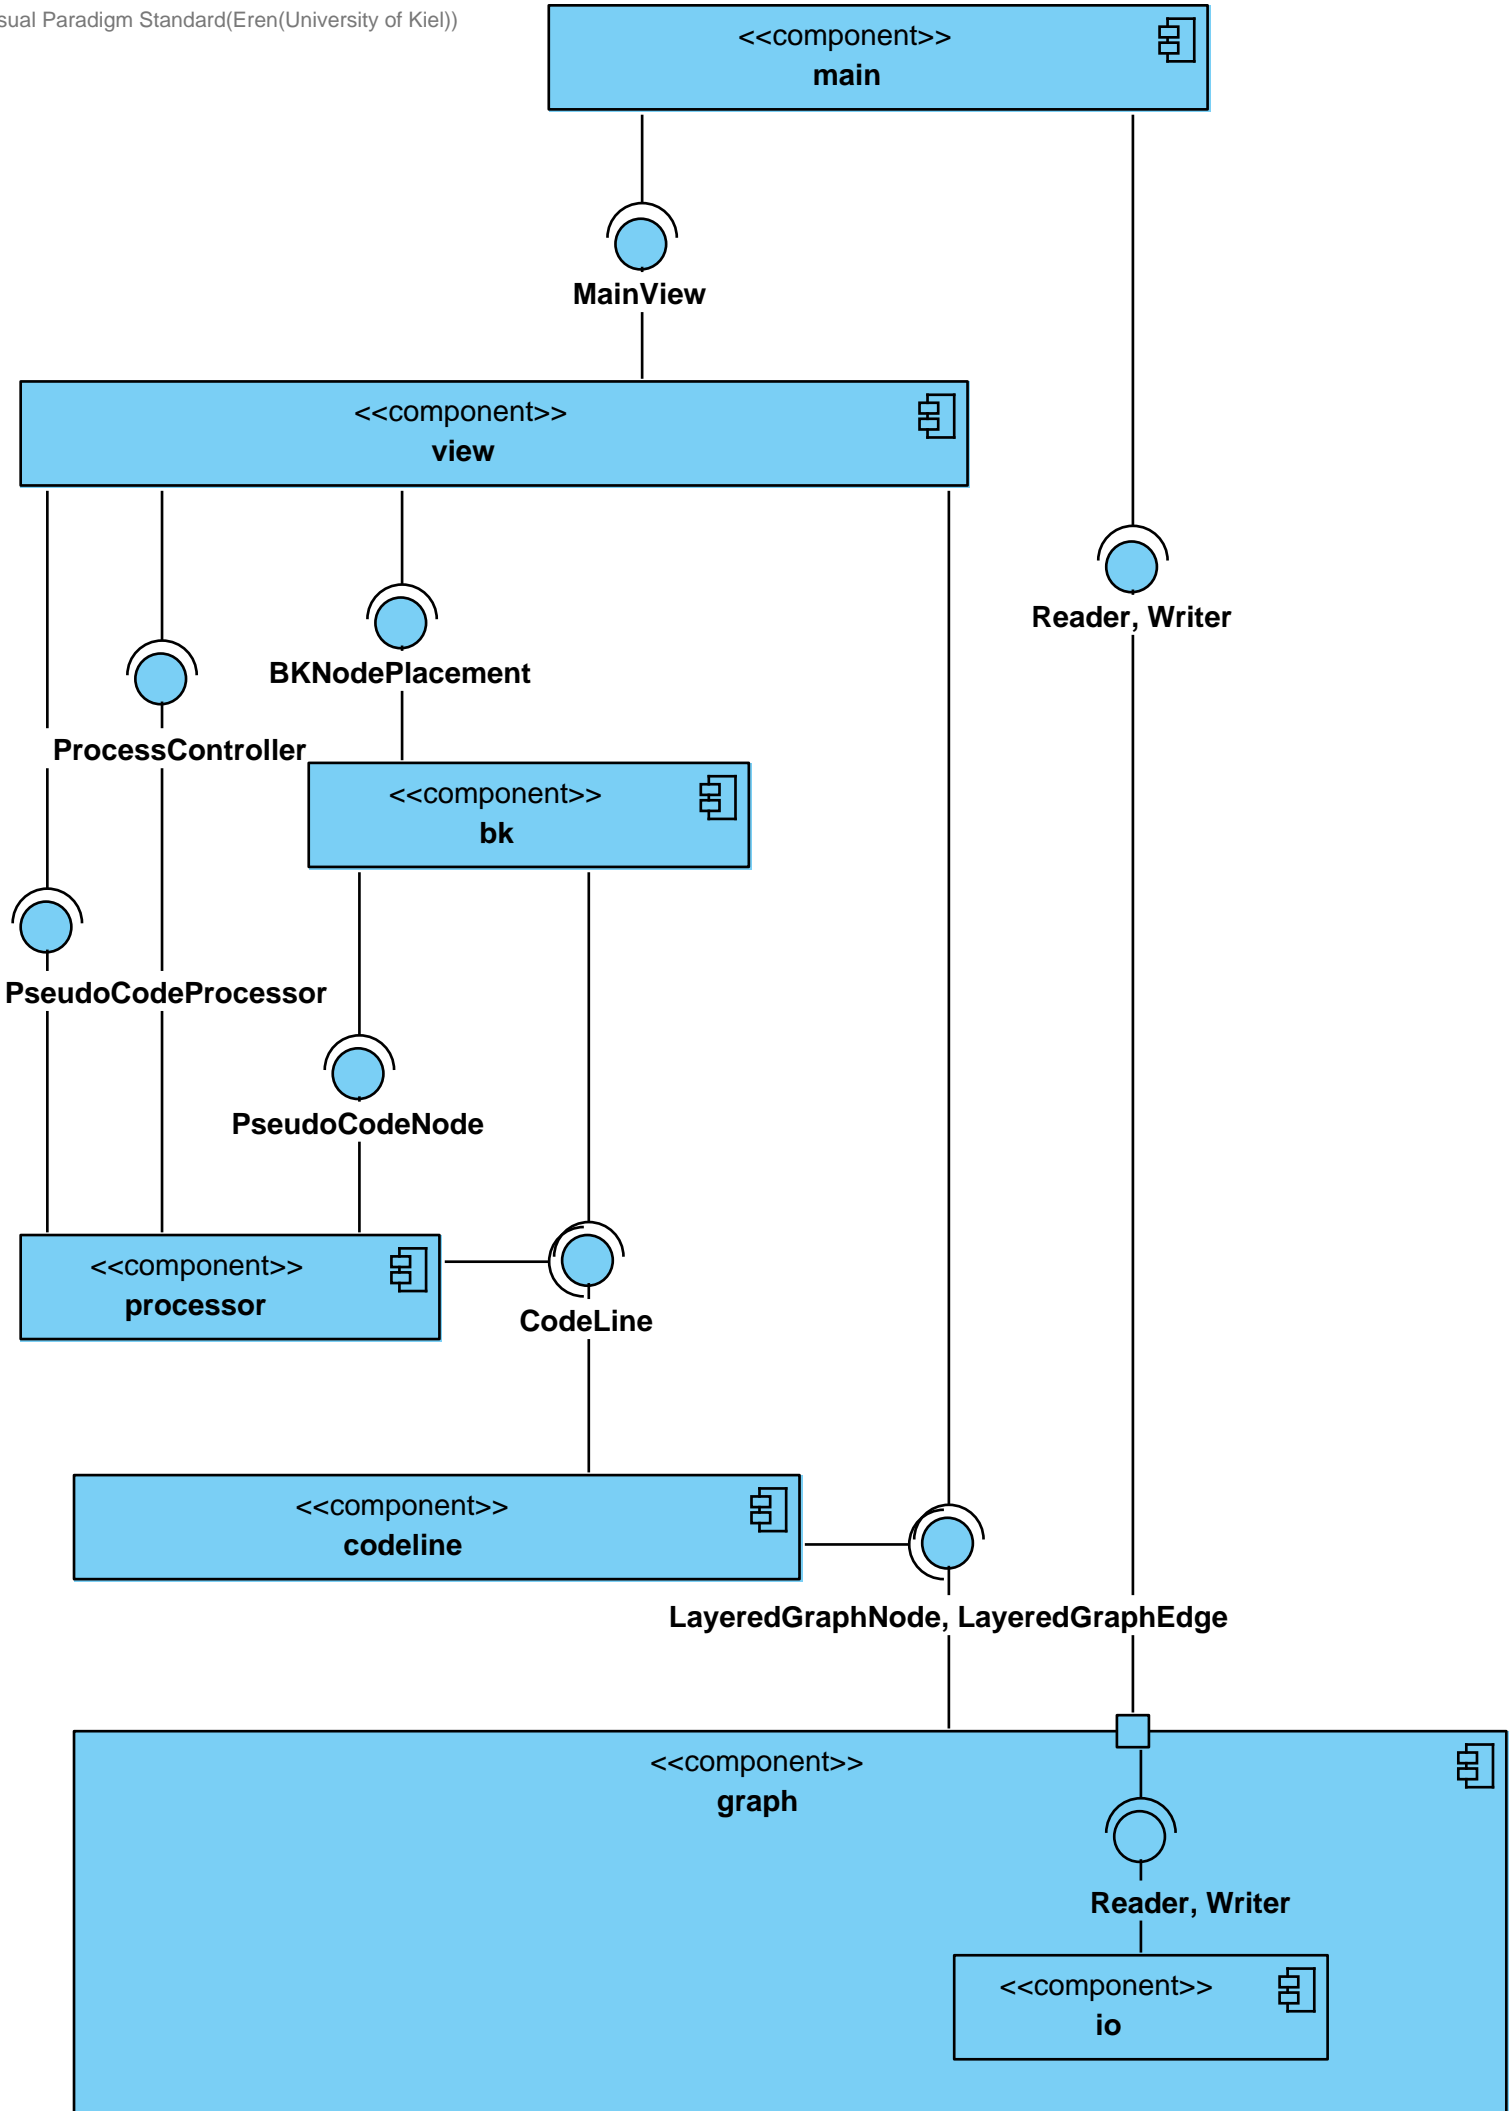 sual Paradigm Standard(Eren(University of Kiel))
<<component>>
main
MainView
<<component>>
view
Reader, Writer
BKNodePlacement
ProcessController
<<component>>
bk
PseudoCodeProcessor
PseudoCodeNode
<<component>>
processor
CodeLine
<<component>>
codeline
LayeredGraphNode, LayeredGraphEdge
<<component>>
graph
Reader, Writer
<<component>>
io